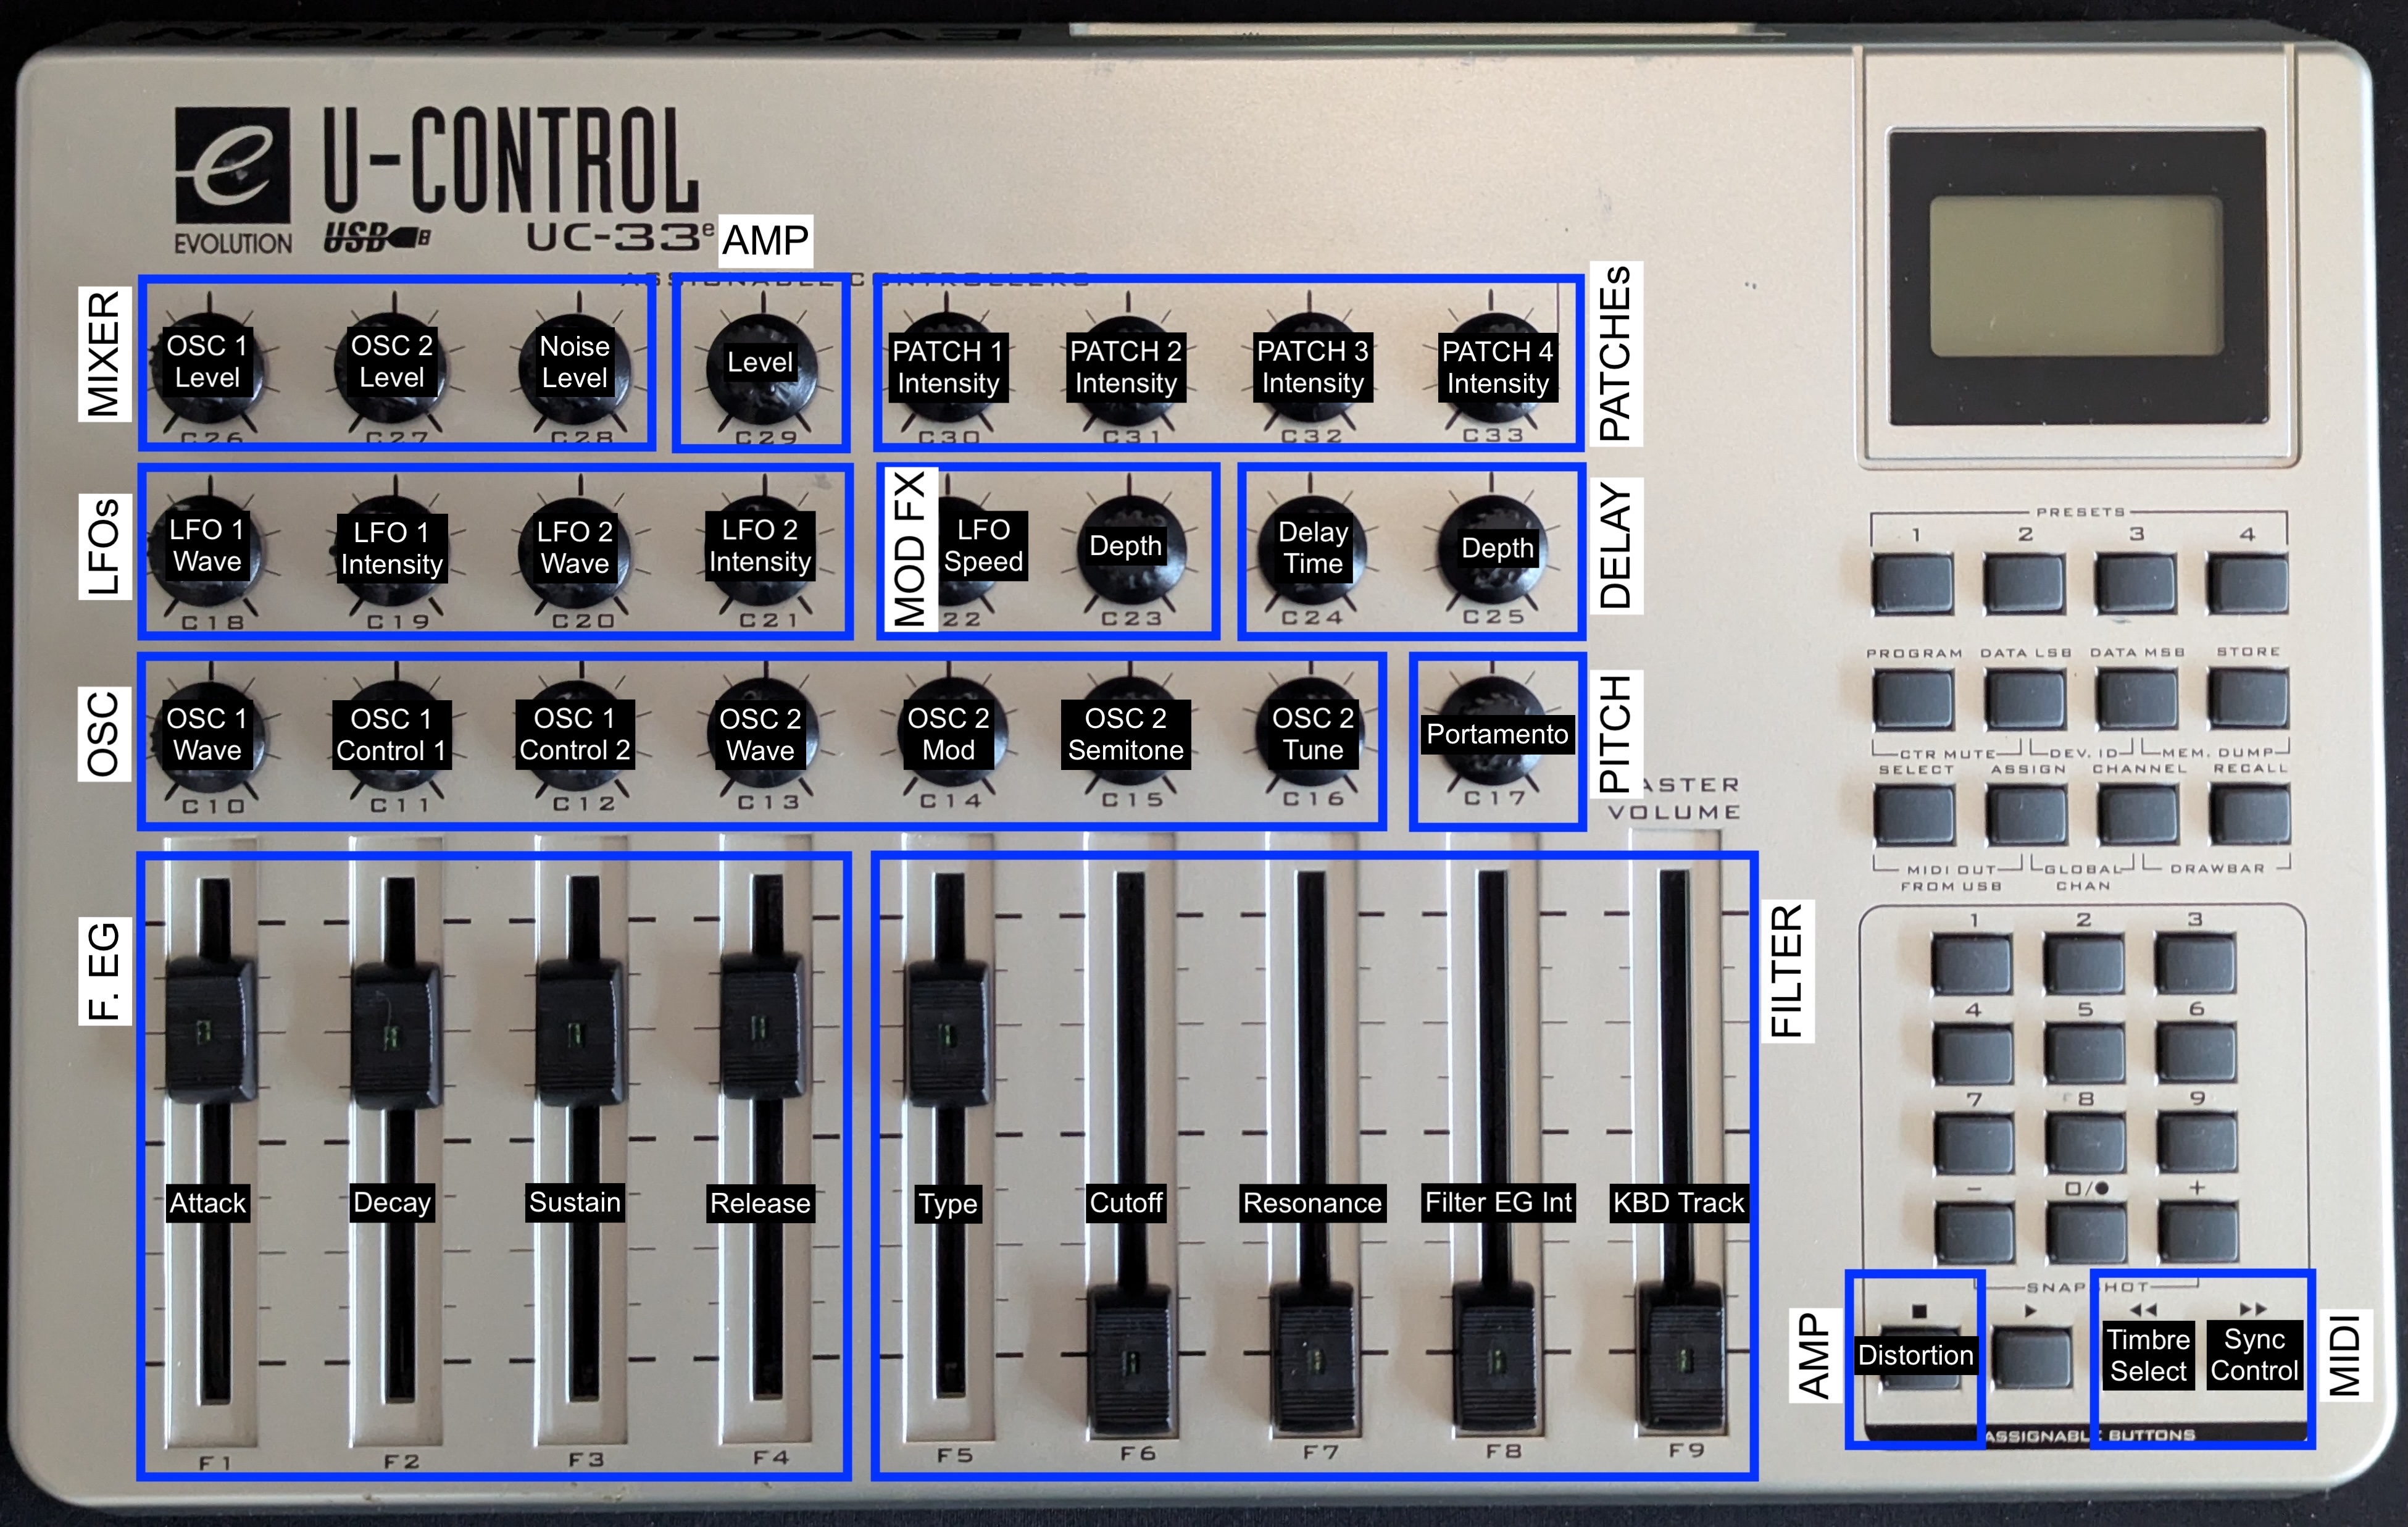 EVOLUTION
e
U-CONTROL
EVOLUTION
USB
UC-33e
AMP
ASSIGNABLE CONTROLLERS
MIXER
OSC 1
Level
C26
OSC 2
Level
C27
Noise
Level
C28
Level
C29
PATCH 1
Intensity
C30
PATCH 2
Intensity
C31
PATCH 3
Intensity
C32
PATCH 4
Intensity
C33
PATCHEs
LFOs
LFO 1
Wave
C18
LFO 1
Intensity
C19
LFO 2
Wave
C20
LFO 2
Intensity
C21
MOD FX
LFO
Speed
22
Depth
C23
Delay
Time
C24
Depth
C25
DELAY
OSC
OSC 1
Wave
C10
OSC 1
Control 1
C11
OSC 1
Control 2
C12
OSC 2
Wave
C13
OSC 2
Mod
C14
OSC 2
Semitone
C15
OSC 2
Tune
C16
Portamento
C17
PITCH
ASTER
VOLUME
F. EG
Attack
F1
Decay
F2
Sustain
F3
Release
F4
Type
F5
Cutoff
F6
Resonance
F7
Filter EG Int
F8
KBD Track
F9
FILTER
PRESETS
1 2 3 4
PROGRAM DATA LSB DATA MSB STORE
CTR MUTE DEV. ID MEM. DUMP
SELECT ASSIGN CHANNEL RECALL
MIDI OUT GLOBAL DRAWBAR
FROM USB CHAN
1 2 3
4 5 6
7 8 9
- 0/● +
SNAPSHOT
AMP
Distortion
Timbre
Select
Sync
Control
MIDI
ASSIGNABLE BUTTONS